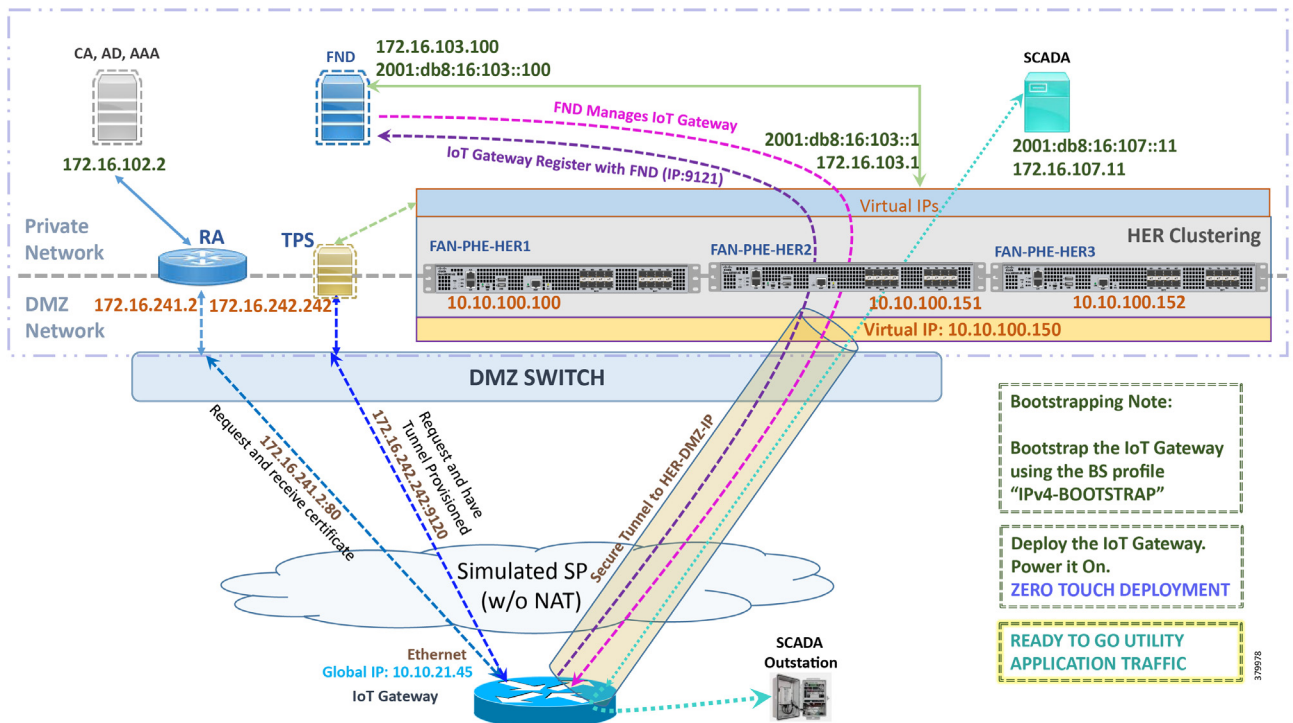 CA, AD, AAA
172.16.102.2
FND
172.16.103.100
2001:db8:16:103::100
FND Manages IoT Gateway
IoT Gateway Register with FND (IP:9121)
2001:db8:16:103::1
172.16.103.1
SCADA
2001:db8:16:107::11
172.16.107.11
Virtual IPs
Private
Network
RA
TPS
FAN-PHE-HER1
FAN-PHE-HER2
FAN-PHE-HER3
HER Clustering
DMZ
Network
172.16.241.2
172.16.242.242
10.10.100.100
10.10.100.151
10.10.100.152
Virtual IP: 10.10.100.150
DMZ SWITCH
172.16.241.2:80
Request and receive certificate
Request and have
Tunnel Provisioned
172.16.242.242:9120
Secure Tunnel to HER-DMZ-IP
Simulated SP
(w/o NAT)
Ethernet
Global IP: 10.10.21.45
IoT Gateway
SCADA
Outstation
Bootstrapping Note:
Bootstrap the IoT Gateway
using the BS profile
“IPv4-BOOTSTRAP”
Deploy the IoT Gateway.
Power it On.
ZERO TOUCH DEPLOYMENT
READY TO GO UTILITY
APPLICATION TRAFFIC
379978